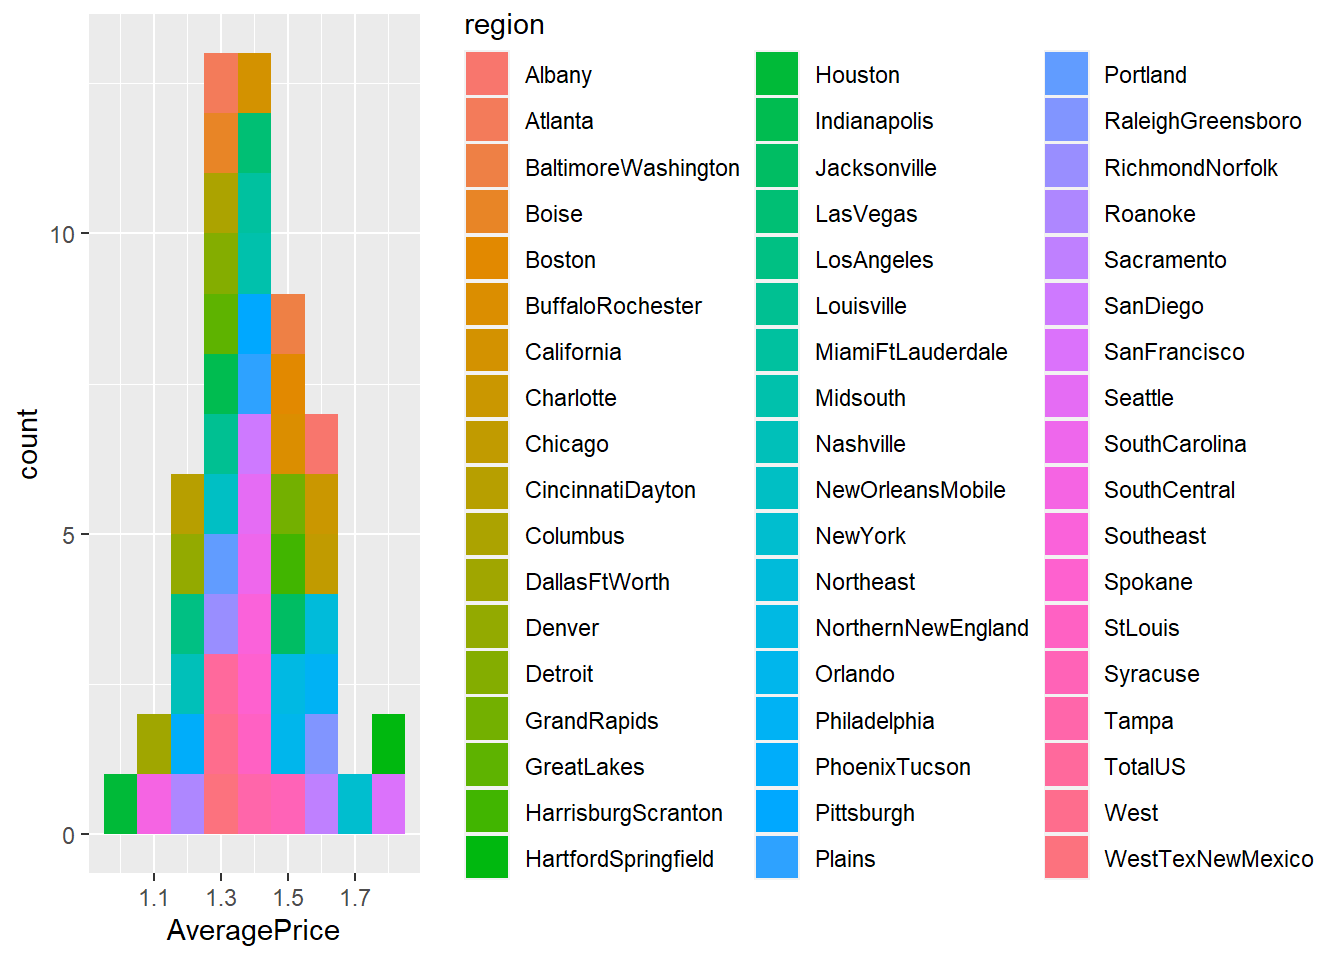 region
Albany
Atlanta
BaltimoreWashington
Boise
Boston
BuffaloRochester
California
Charlotte
Chicago
CincinnatiDayton
Columbus
DallasFtWorth
Denver
Detroit
GrandRapids
GreatLakes
HarrisburgScranton
HartfordSpringfield
Houston
Indianapolis
Jacksonville
LasVegas
LosAngeles
Louisville
MiamiFtLauderdale
Midsouth
Nashville
NewOrleansMobile
NewYork
Northeast
NorthernNewEngland
Orlando
Philadelphia
PhoenixTucson
Pittsburgh
Plains
Portland
RaleighGreensboro
RichmondNorfolk
Roanoke
Sacramento
SanDiego
SanFrancisco
Seattle
SouthCarolina
SouthCentral
Southeast
Spokane
StLouis
Syracuse
Tampa
TotalUS
West
WestTexNewMexico
count
10
5
0
1.1 1.3 1.5 1.7
AveragePrice